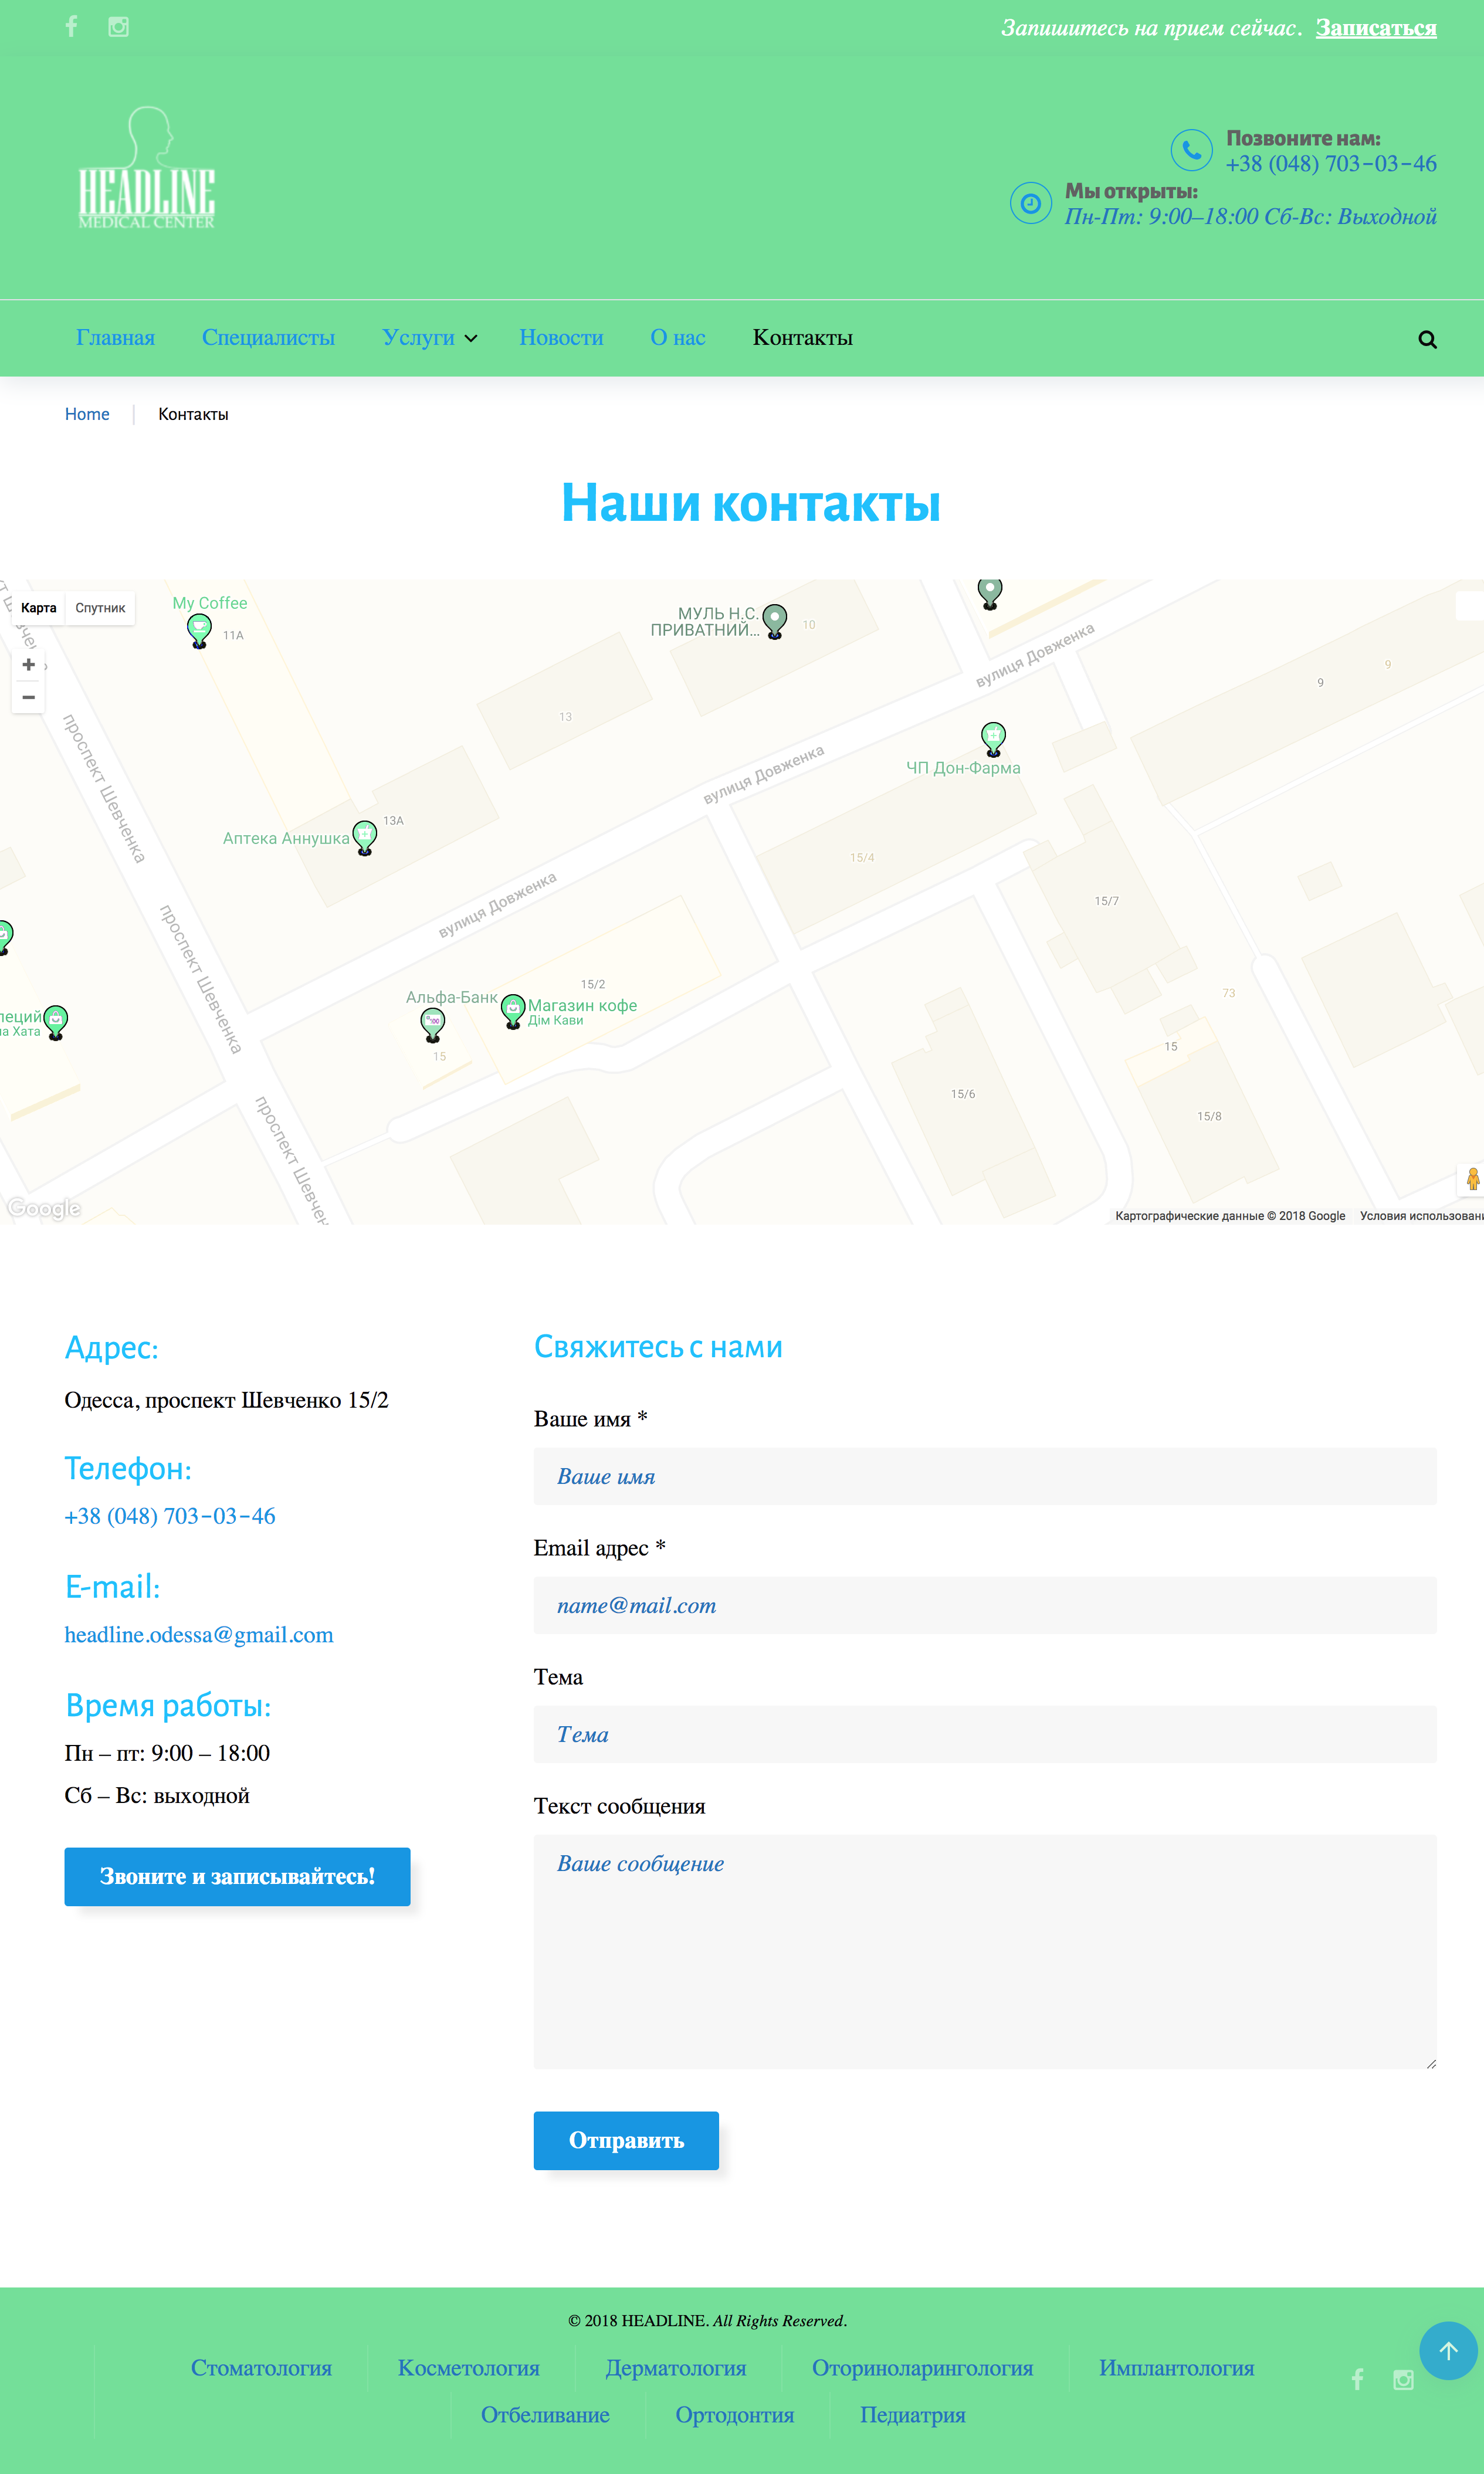 Запишитесь на прием сейчас. Записаться
HEADLINE
MEDICAL CENTER
Позвоните нам:
+38 (048) 703-03-46
Мы открыты:
Пн-Пт: 9:00–18:00 Сб-Вс: Выходной
Главная Специалисты Услуги Новости О нас Контакты
Home Контакты
Наши контакты
Карта Спутник
My Coffee
11А
МУЛЬ Н.С.
ПРИВАТНИЙ...
10
вулиця Довженка
9
9
13
проспект Шевченка
вулиця Довженка
ЧП Дон-Фарма
13А
Аптека Аннушка
15/4
вулиця Довженка
15/7
проспект Шевченка
15/2
Альфа-Банк
Магазин кофе
Дім Кави
73
пеций
а Хата
15
15
15/6
15/8
проспект Шевчен
Google
Картографические данные © 2018 Google Условия использовани
Адрес:
Одесса, проспект Шевченко 15/2
Телефон:
+38 (048) 703-03-46
E-mail:
headline.odessa@gmail.com
Время работы:
Пн – пт: 9:00 – 18:00
Сб – Вс: выходной
Звоните и записывайтесь!
Свяжитесь с нами
Ваше имя *
Ваше имя
Email адрес *
name@mail.com
Тема
Тема
Текст сообщения
Ваше сообщение
Отправить
© 2018 HEADLINE. All Rights Reserved.
Стоматология Косметология Дерматология Оториноларингология Имплантология
Отбеливание Ортодонтия Педиатрия